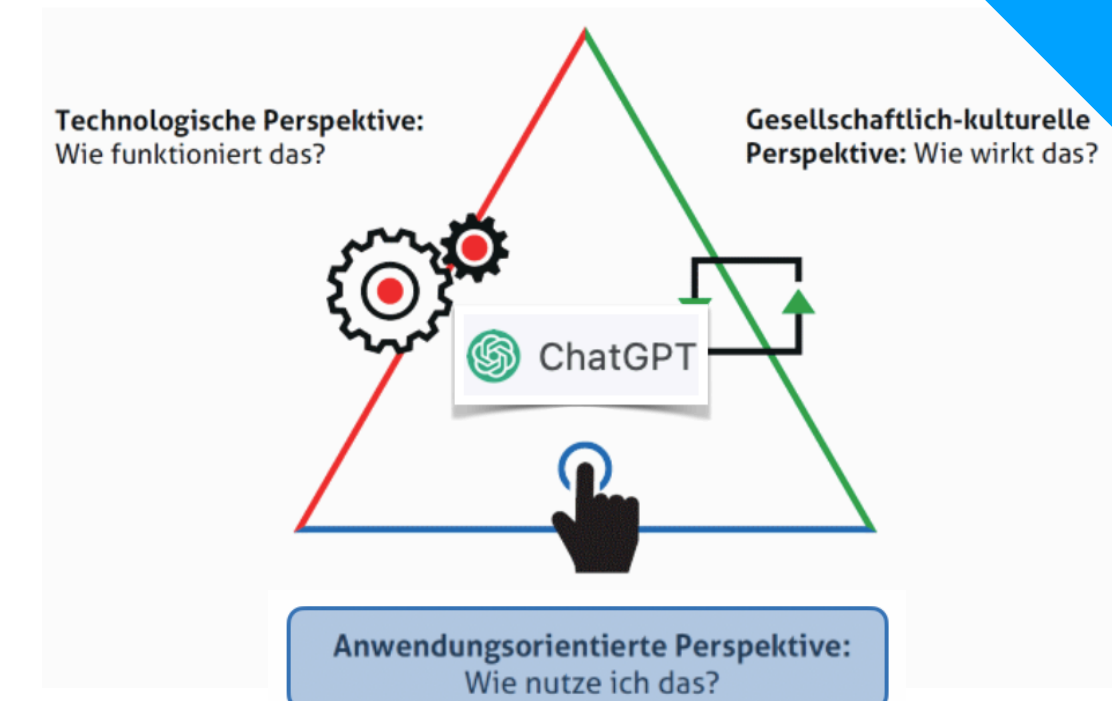 Technologische Perspektive:
Wie funktioniert das?
Gesellschaftlich-kulturelle
Perspektive: Wie wirkt das?
ChatGPT
Anwendungsorientierte Perspektive:
Wie nutze ich das?